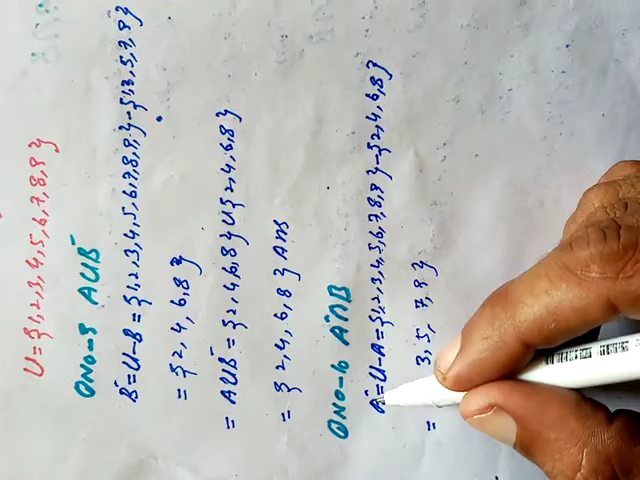 U={1,2,3,4,5,6,7,8,9}
QNo-5 AUB̄
B̄=U-B={1,2,3,4,5,6,7,8,9}-{1,3,5,7,9}
={2,4,6,8}
=AUB̄={2,4,6,8}U{2,4,6,8}
={2,4,6,8} Ans
QNo-6 Ā∩B
Ā=U-A={1,2,3,4,5,6,7,8,9}-{2,4,6,8}
= 3,5,7,9}